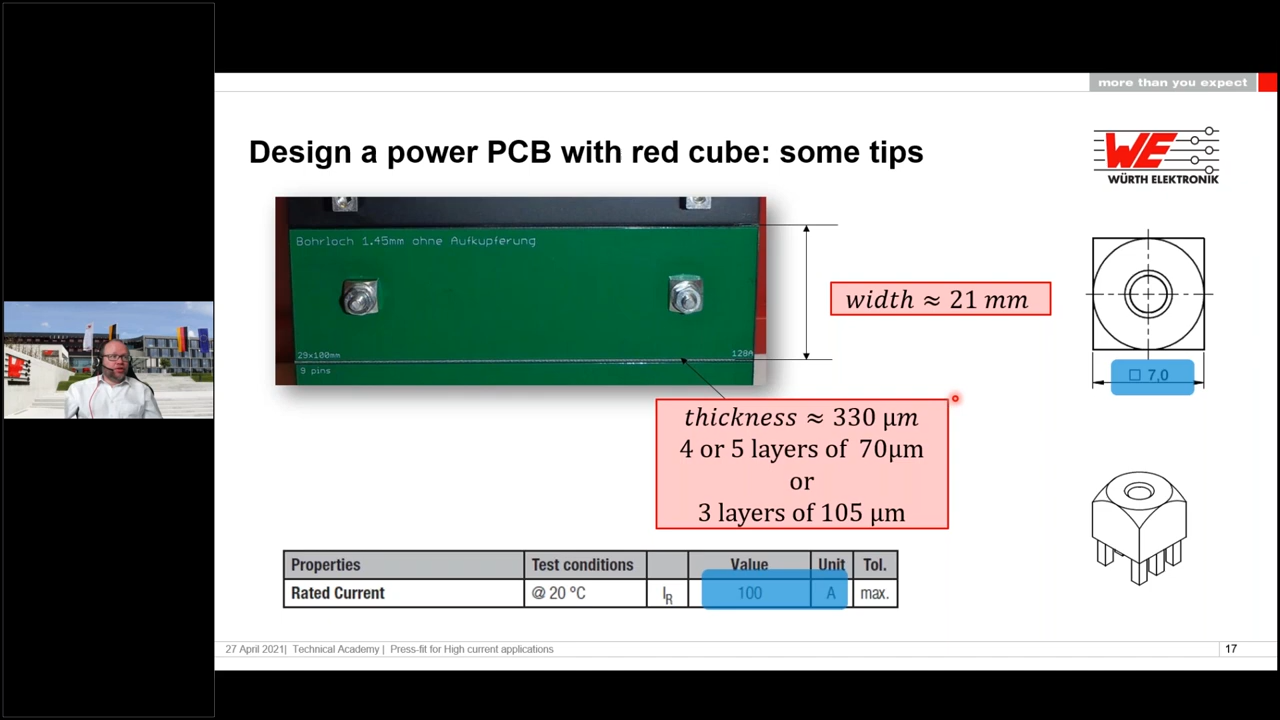 more than you expect
Design a power PCB with red cube: some tips
WE
WÜRTH ELEKTRONIK
Bohrloch 1.45mm ohne Aufkupferung
29x100mm
128A
9 pins
width ≈ 21 mm
□ 7,0
thickness ≈ 330 μm
4 or 5 layers of 70μm
or
3 layers of 105 μm
Properties Test conditions Value Unit Tol.
Rated Current @ 20 °C I_R 100 A max.
27 April 2021| Technical Academy | Press-fit for High current applications
17